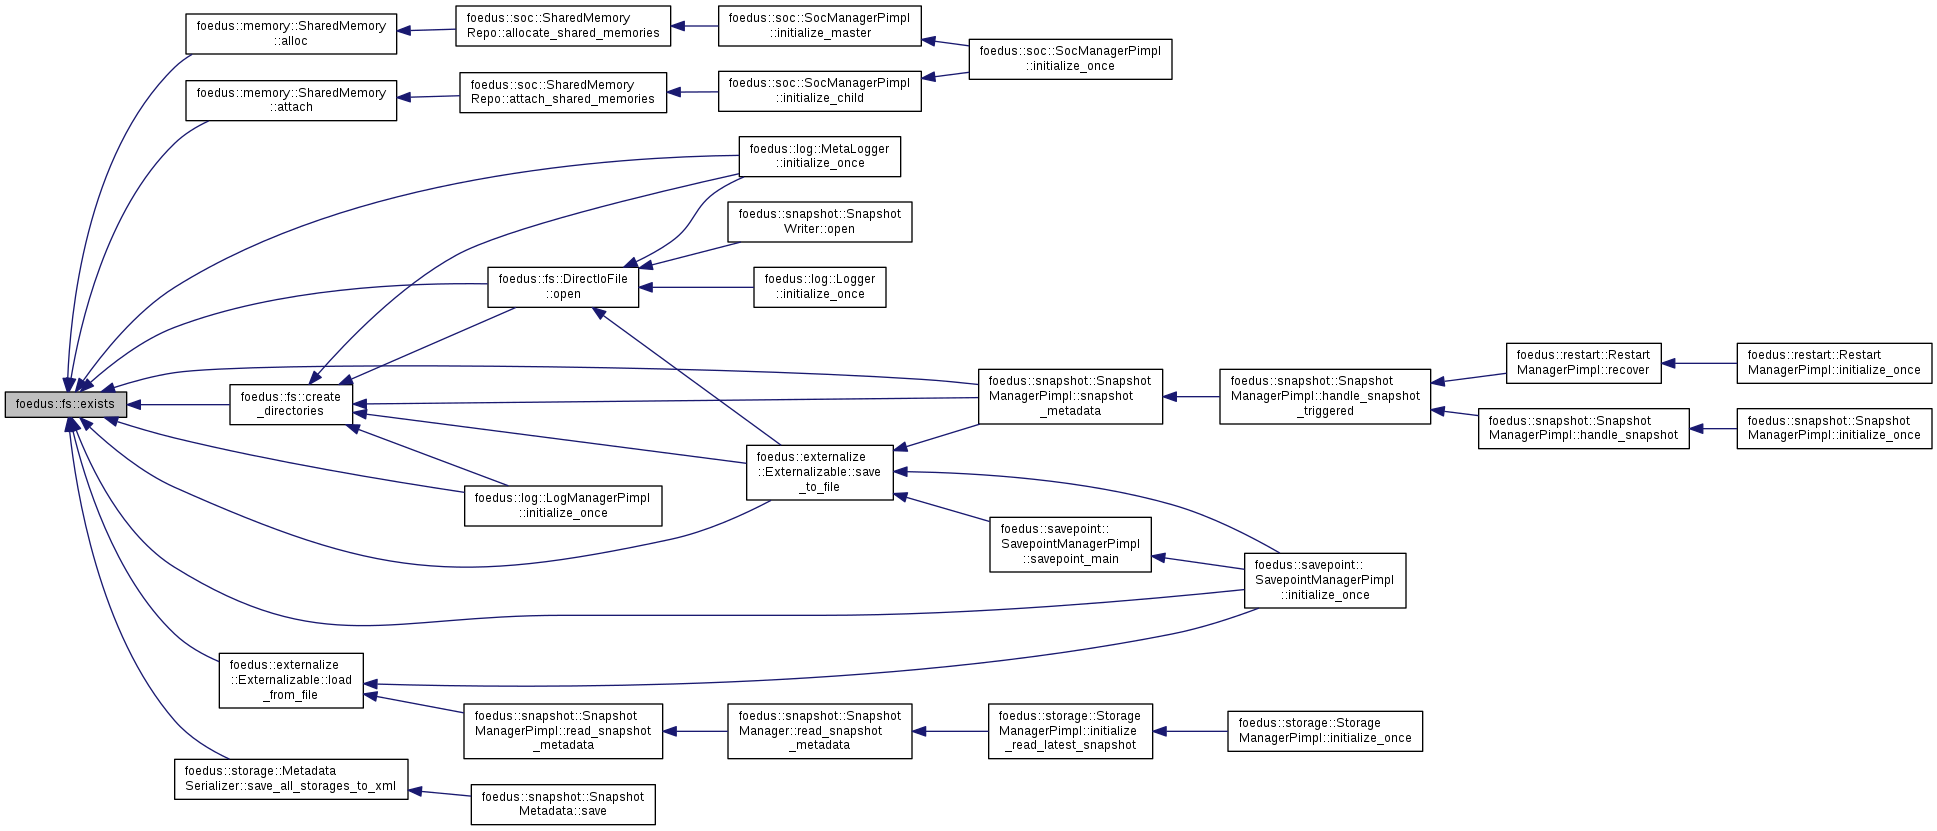 foedus::memory::SharedMemory
::alloc
foedus::soc::SharedMemory
Repo::allocate_shared_memories
foedus::soc::SocManagerPimpl
::initialize_master
foedus::soc::SocManagerPimpl
::initialize_once
foedus::memory::SharedMemory
::attach
foedus::soc::SharedMemory
Repo::attach_shared_memories
foedus::soc::SocManagerPimpl
::initialize_child
foedus::log::MetaLogger
::initialize_once
foedus::snapshot::Snapshot
Writer::open
foedus::fs::DirectIoFile
::open
foedus::log::Logger
::initialize_once
foedus::fs::exists
foedus::fs::create
_directories
foedus::snapshot::Snapshot
ManagerPimpl::snapshot
_metadata
foedus::snapshot::Snapshot
ManagerPimpl::handle_snapshot
_triggered
foedus::restart::Restart
ManagerPimpl::recover
foedus::restart::Restart
ManagerPimpl::initialize_once
foedus::snapshot::Snapshot
ManagerPimpl::handle_snapshot
foedus::snapshot::Snapshot
ManagerPimpl::initialize_once
foedus::externalize
::Externalizable::save
_to_file
foedus::log::LogManagerPimpl
::initialize_once
foedus::savepoint::
SavepointManagerPimpl
::savepoint_main
foedus::savepoint::
SavepointManagerPimpl
::initialize_once
foedus::externalize
::Externalizable::load
_from_file
foedus::snapshot::Snapshot
ManagerPimpl::read_snapshot
_metadata
foedus::snapshot::Snapshot
Manager::read_snapshot
_metadata
foedus::storage::Storage
ManagerPimpl::initialize
_read_latest_snapshot
foedus::storage::Storage
ManagerPimpl::initialize_once
foedus::storage::Metadata
Serializer::save_all_storages_to_xml
foedus::snapshot::Snapshot
Metadata::save